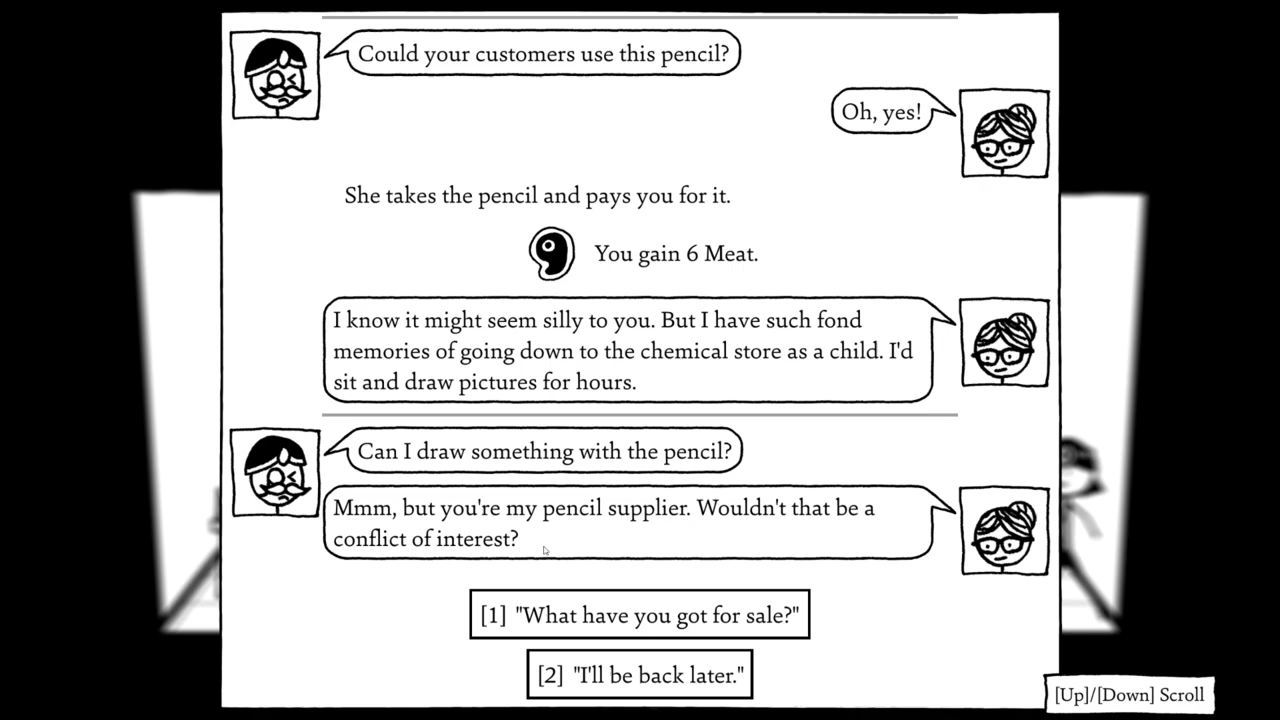 Could your customers use this pencil?
Oh, yes!
She takes the pencil and pays you for it.
You gain 6 Meat.
I know it might seem silly to you. But I have such fond
memories of going down to the chemical store as a child. I'd
sit and draw pictures for hours.
Can I draw something with the pencil?
Mmm, but you're my pencil supplier. Wouldn't that be a
conflict of interest?
[1] "What have you got for sale?"
[2] "I'll be back later."
[Up]/[Down] Scroll